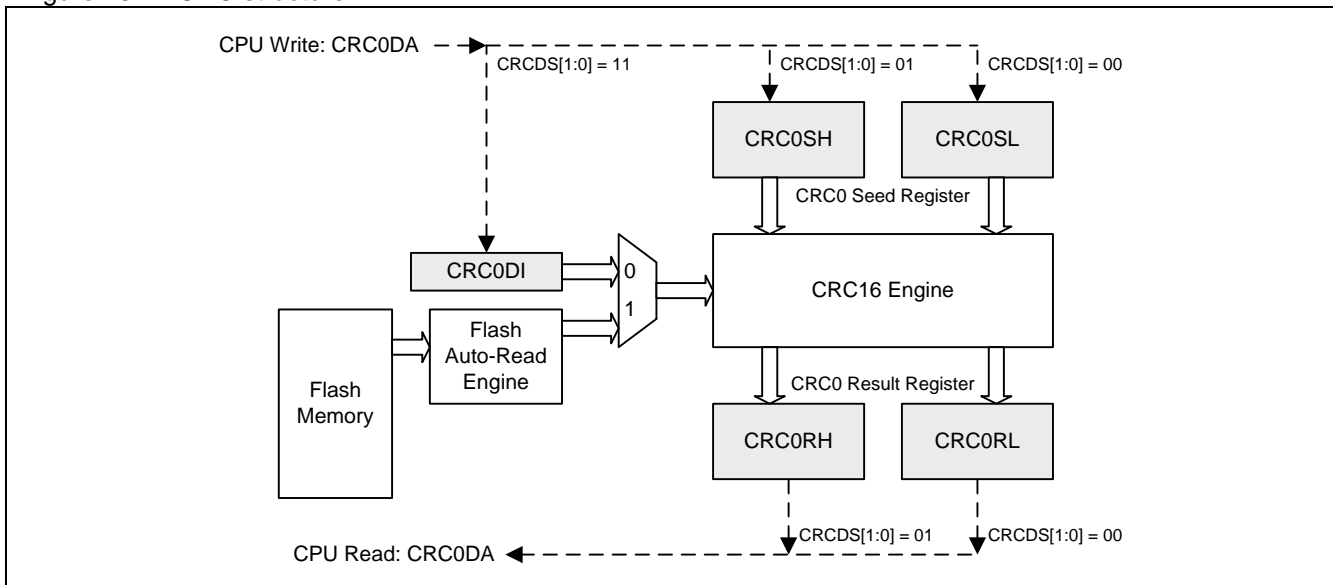 CPU Write: CRC0DA
CRCDS[1:0] = 11
CRCDS[1:0] = 01
CRCDS[1:0] = 00
CRC0SH
CRC0SL
CRC0 Seed Register
CRC0DI
0
1
CRC16 Engine
Flash
Auto-Read
Engine
Flash
Memory
CRC0 Result Register
CRC0RH
CRC0RL
CRCDS[1:0] = 01
CRCDS[1:0] = 00
CPU Read: CRC0DA